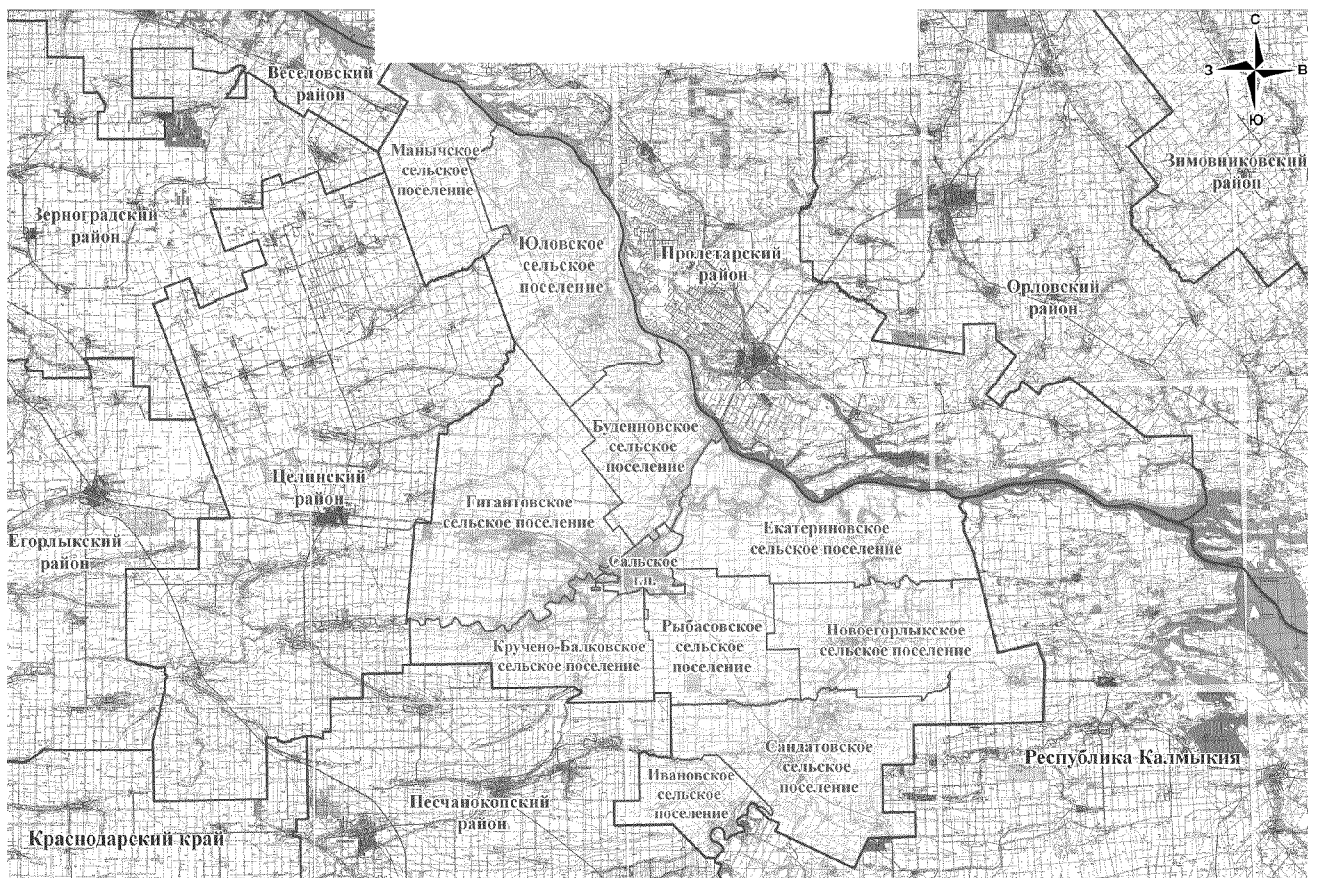 С
З
В
Ю
Веселовский
район
Манычское
сельское
поселение
Зимовниковский
район
Зерноградский
район
Юловское
сельское
поселение
Пролетарский
район
Орловский
район
Буденновское
сельское
поселение
Целинский
район
Гигантовское
сельское поселение
Екатериновское
сельское поселение
Егорлыкский
район
Сальское
г.п.
Рыбасовское
сельское
поселение
Новоегорлыкское
сельское поселение
Кручено-Балковское
сельское поселение
Сандатовское
сельское
поселение
Республика Калмыкия
Ивановское
сельское
поселение
Песчанокопский
район
Краснодарский край